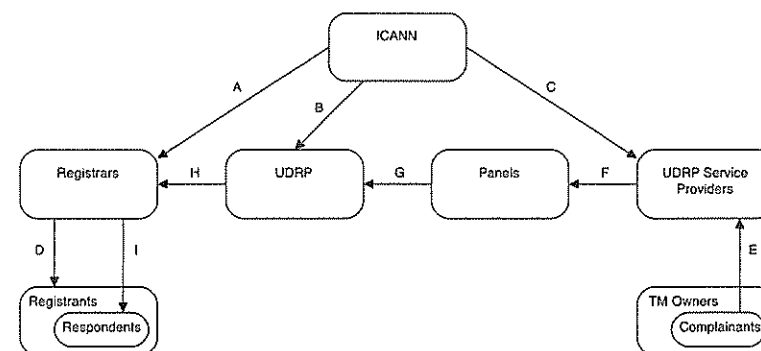 ICANN
A
B
C
Registrars
H
UDRP
G
Panels
F
UDRP Service
Providers
D
I
E
Registrants
Respondents
TM Owners
Complainants